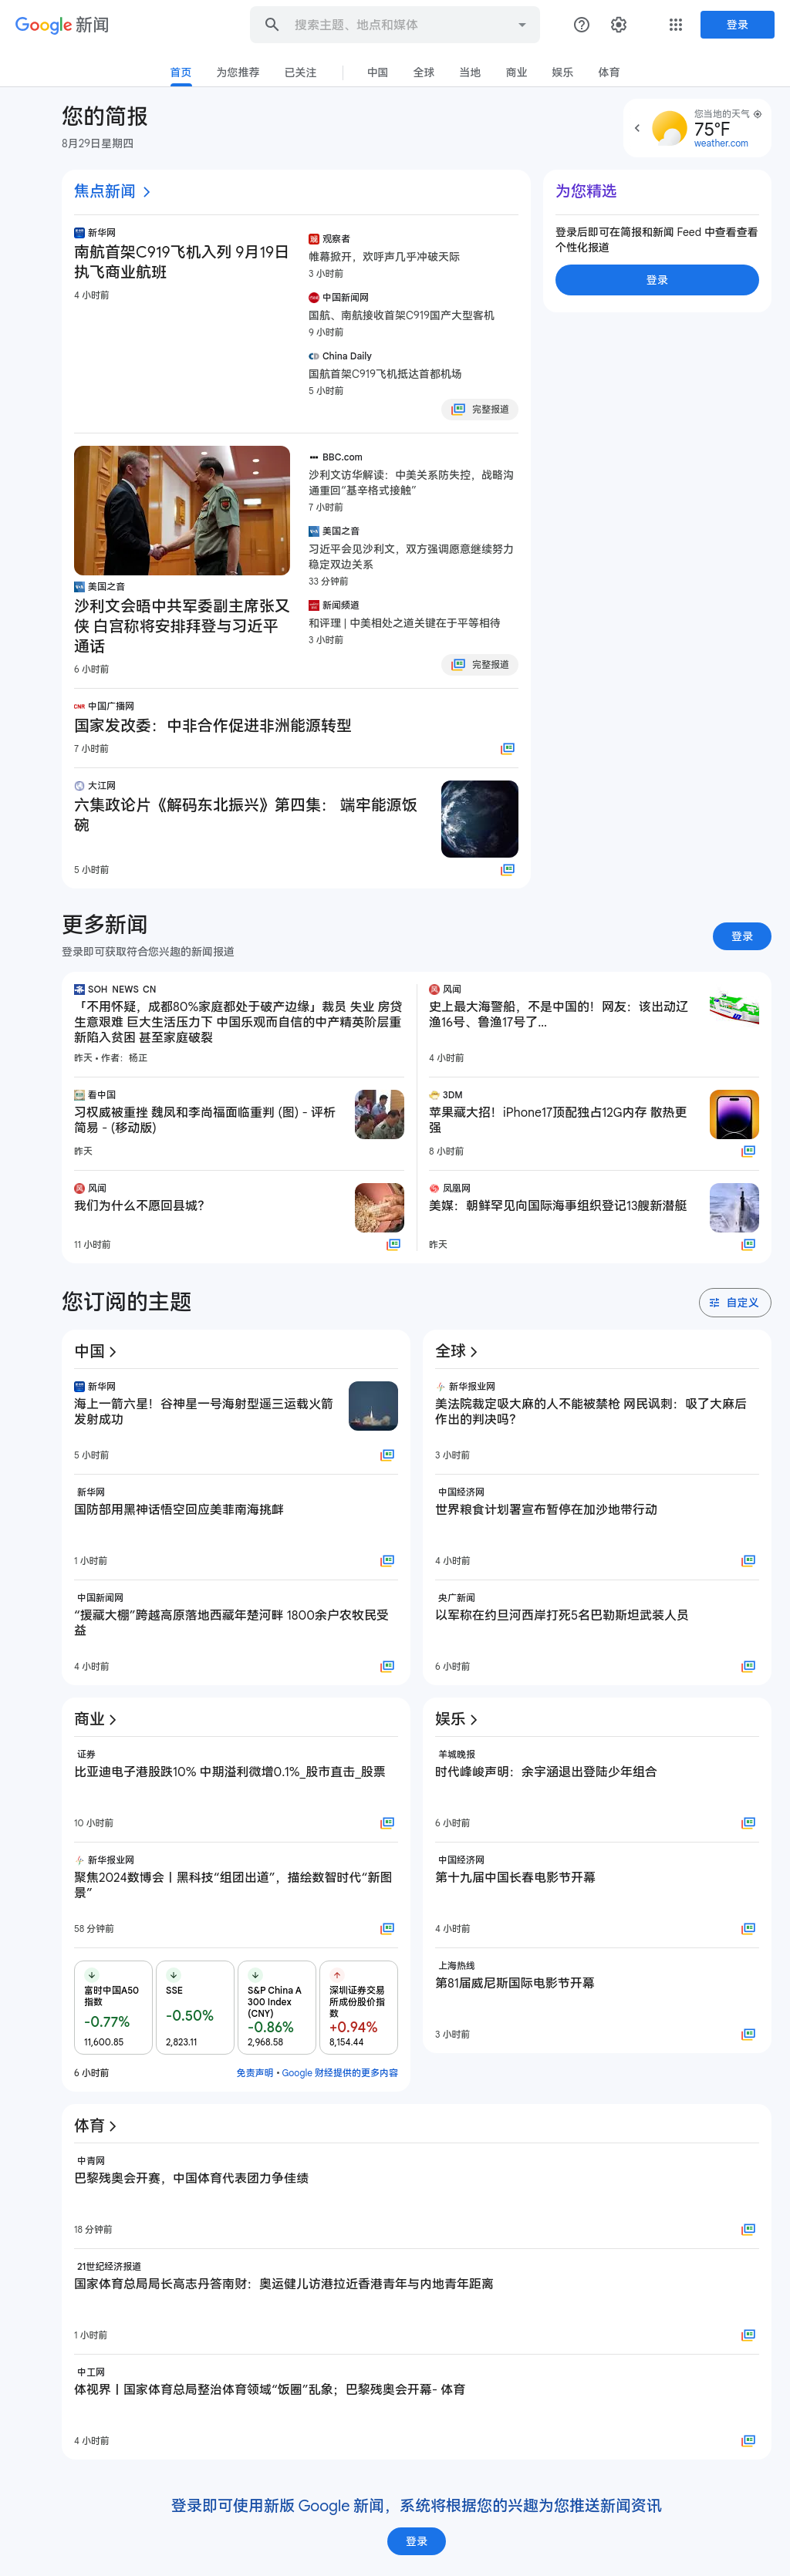 Google 新闻
搜索主题、地点和媒体
登录
首页
为您推荐
已关注
中国
全球
当地
商业
娱乐
体育
您的简报
8月29日星期四
您当地的天气
75°F
weather.com
焦点新闻
新华网
南航首架C919飞机入列 9月19日
执飞商业航班
4 小时前
观察者
帷幕掀开，欢呼声几乎冲破天际
3 小时前
中国新闻网
国航、南航接收首架C919国产大型客机
9 小时前
China Daily
国航首架C919飞机抵达首都机场
5 小时前
完整报道
美国之音
沙利文会晤中共军委副主席张又
侠 白宫称将安排拜登与习近平
通话
6 小时前
BBC.com
沙利文访华解读：中美关系防失控，战略沟
通重回“基辛格式接触”
7 小时前
美国之音
习近平会见沙利文，双方强调愿意继续努力
稳定双边关系
33 分钟前
新闻频道
和评理 | 中美相处之道关键在于平等相待
3 小时前
完整报道
中国广播网
国家发改委：中非合作促进非洲能源转型
7 小时前
大江网
六集政论片《解码东北振兴》第四集： 端牢能源饭
碗
5 小时前
为您精选
登录后即可在简报和新闻 Feed 中查看查看
个性化报道
登录
更多新闻
登录即可获取符合您兴趣的新闻报道
登录
SOH_NEWS_CN
「不用怀疑，成都80%家庭都处于破产边缘」裁员 失业 房贷
生意艰难 巨大生活压力下 中国乐观而自信的中产精英阶层重
新陷入贫困 甚至家庭破裂
昨天 • 作者：杨正
看中国
习权威被重挫 魏凤和李尚福面临重判 (图) - 评析
简易 - (移动版)
昨天
风闻
我们为什么不愿回县城？
11 小时前
风闻
史上最大海警船，不是中国的！网友：该出动辽
渔16号、鲁渔17号了...
4 小时前
3DM
苹果藏大招！iPhone17顶配独占12G内存 散热更
强
8 小时前
凤凰网
美媒：朝鲜罕见向国际海事组织登记13艘新潜艇
昨天
您订阅的主题
自定义
中国
新华网
海上一箭六星！谷神星一号海射型遥三运载火箭
发射成功
5 小时前
新华网
国防部用黑神话悟空回应美菲南海挑衅
1 小时前
中国新闻网
“援藏大棚”跨越高原落地西藏年楚河畔 1800余户农牧民受
益
4 小时前
全球
新华报业网
美法院裁定吸大麻的人不能被禁枪 网民讽刺：吸了大麻后
作出的判决吗？
3 小时前
中国经济网
世界粮食计划署宣布暂停在加沙地带行动
4 小时前
央广新闻
以军称在约旦河西岸打死5名巴勒斯坦武装人员
6 小时前
商业
证券
比亚迪电子港股跌10% 中期溢利微增0.1%_股市直击_股票
10 小时前
新华报业网
聚焦2024数博会丨黑科技“组团出道”，描绘数智时代“新图
景”
58 分钟前
富时中国A50
指数
-0.77%
11,600.85
SSE
-0.50%
2,823.11
S&P China A
300 Index
(CNY)
-0.86%
2,968.58
深圳证券交易
所成份股价指
数
+0.94%
8,154.44
6 小时前
免责声明 • Google 财经提供的更多内容
娱乐
羊城晚报
时代峰峻声明：余宇涵退出登陆少年组合
6 小时前
中国经济网
第十九届中国长春电影节开幕
4 小时前
上海热线
第81届威尼斯国际电影节开幕
3 小时前
体育
中青网
巴黎残奥会开赛，中国体育代表团力争佳绩
18 分钟前
21世纪经济报道
国家体育总局局长高志丹答南财：奥运健儿访港拉近香港青年与内地青年距离
1 小时前
中工网
体视界丨国家体育总局整治体育领域“饭圈”乱象；巴黎残奥会开幕- 体育
4 小时前
登录即可使用新版 Google 新闻，系统将根据您的兴趣为您推送新闻资讯
登录